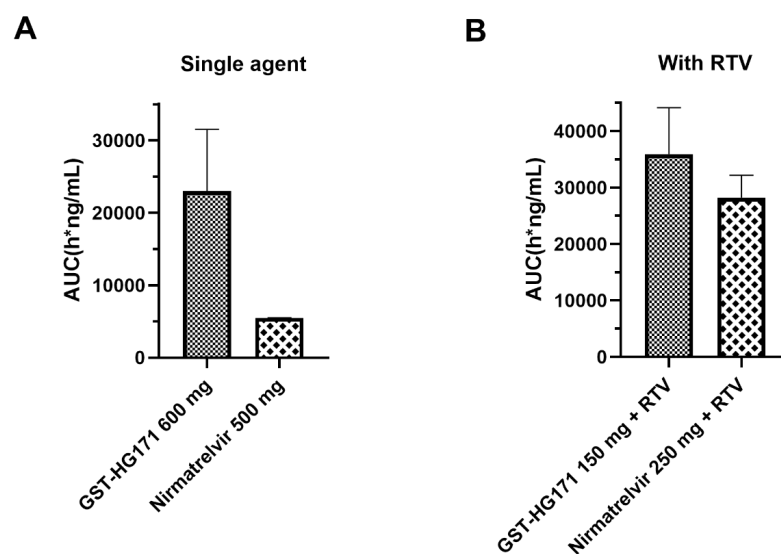 A
Single agent
AUC(h*ng/mL)
30000
20000
10000
0
GST-HG171 600 mg
Nirmatrelvir 500 mg
B
With RTV
AUC(h*ng/mL)
40000
30000
20000
10000
0
GST-HG171 150 mg + RTV
Nirmatrelvir 250 mg + RTV